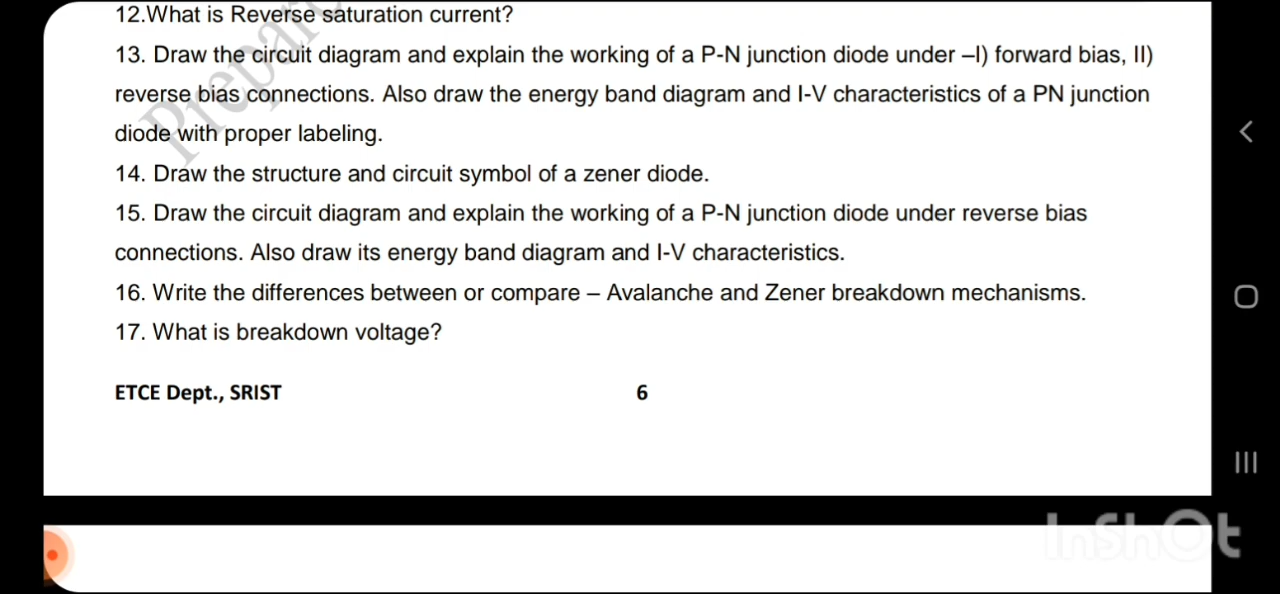 12.What is Reverse saturation current?
13. Draw the circuit diagram and explain the working of a P-N junction diode under –I) forward bias, II)
reverse bias connections. Also draw the energy band diagram and I-V characteristics of a PN junction
diode with proper labeling.
14. Draw the structure and circuit symbol of a zener diode.
15. Draw the circuit diagram and explain the working of a P-N junction diode under reverse bias
connections. Also draw its energy band diagram and I-V characteristics.
16. Write the differences between or compare – Avalanche and Zener breakdown mechanisms.
17. What is breakdown voltage?
ETCE Dept., SRIST 6
InShOt